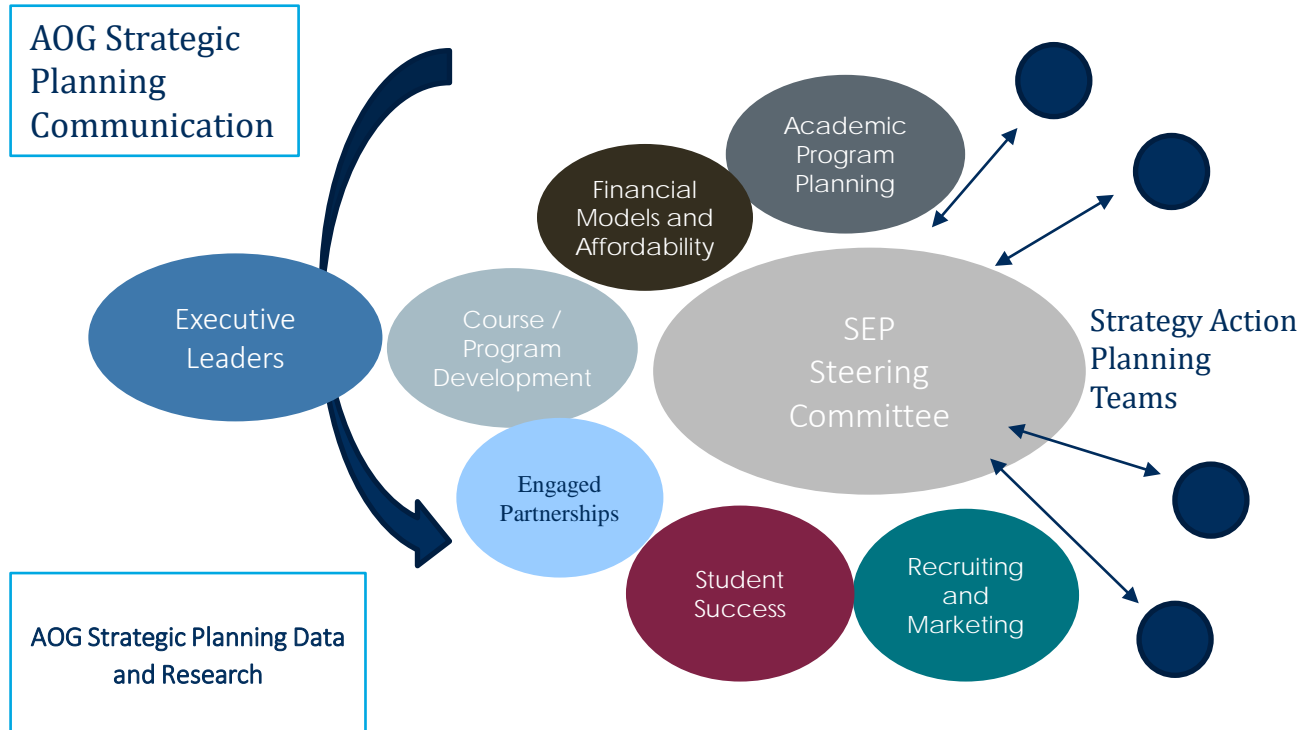 AOG Strategic
Planning
Communication
Academic
Program
Planning
Financial
Models and
Affordability
Executive
Leaders
Course /
Program
Development
SEP
Steering
Committee
Strategy Action
Planning
Teams
Engaged
Partnerships
Student
Success
Recruiting
and
Marketing
AOG Strategic Planning Data
and Research